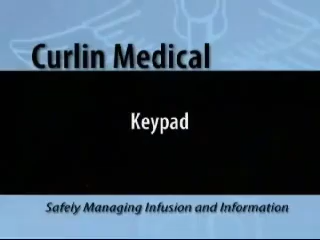 Curlin Medical
Keypad
Safely Managing Infusion and Information